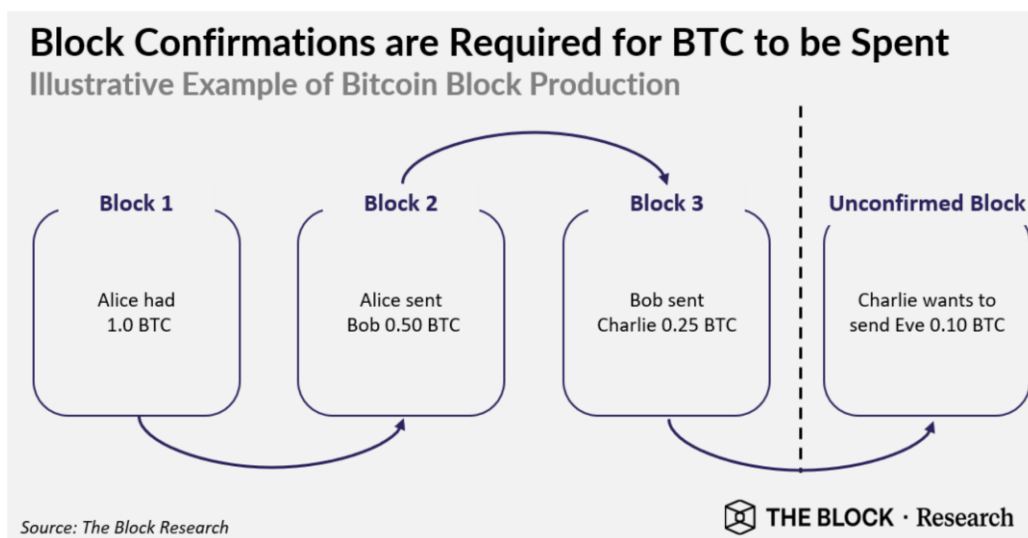 Block Confirmations are Required for BTC to be Spent
Illustrative Example of Bitcoin Block Production
Block 1
Alice had
1.0 BTC
Block 2
Alice sent
Bob 0.50 BTC
Block 3
Bob sent
Charlie 0.25 BTC
Unconfirmed Block
Charlie wants to
send Eve 0.10 BTC
Source: The Block Research
THE BLOCK · Research